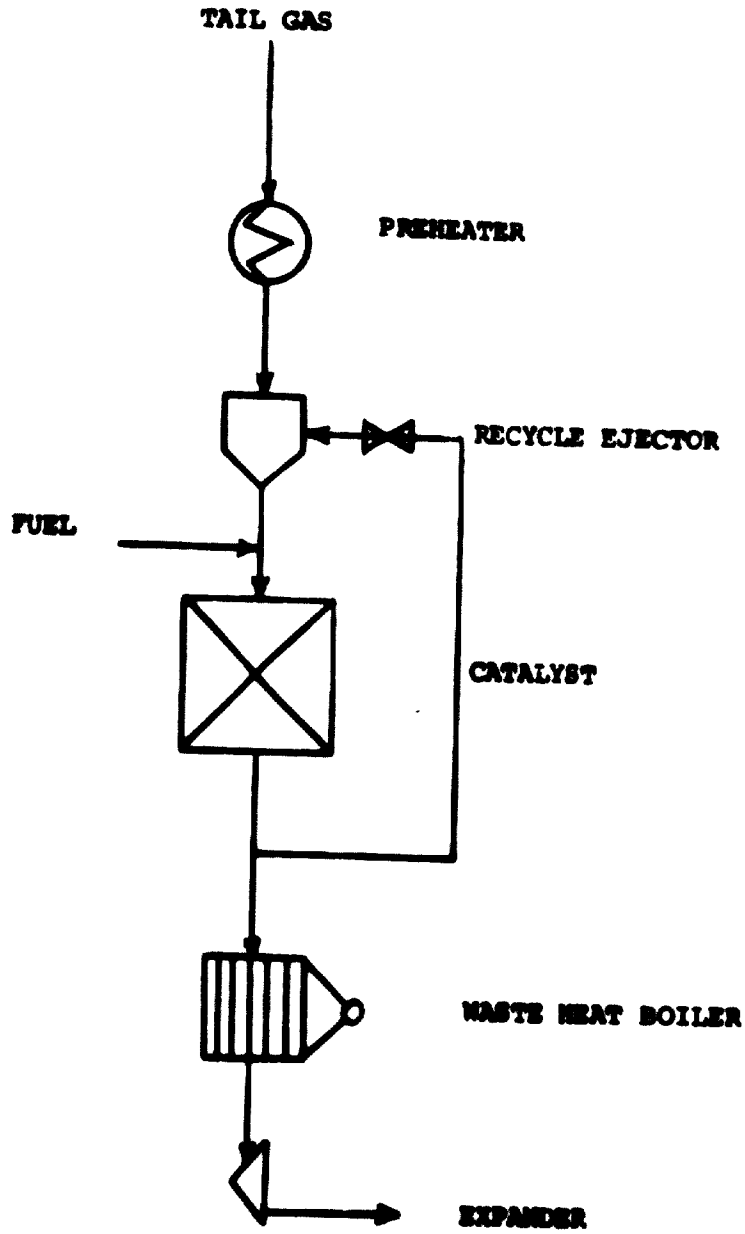 TAIL GAS
PREHEATER
RECYCLE EJECTOR
FUEL
CATALYST
WASTE HEAT BOILER
EXPANDER